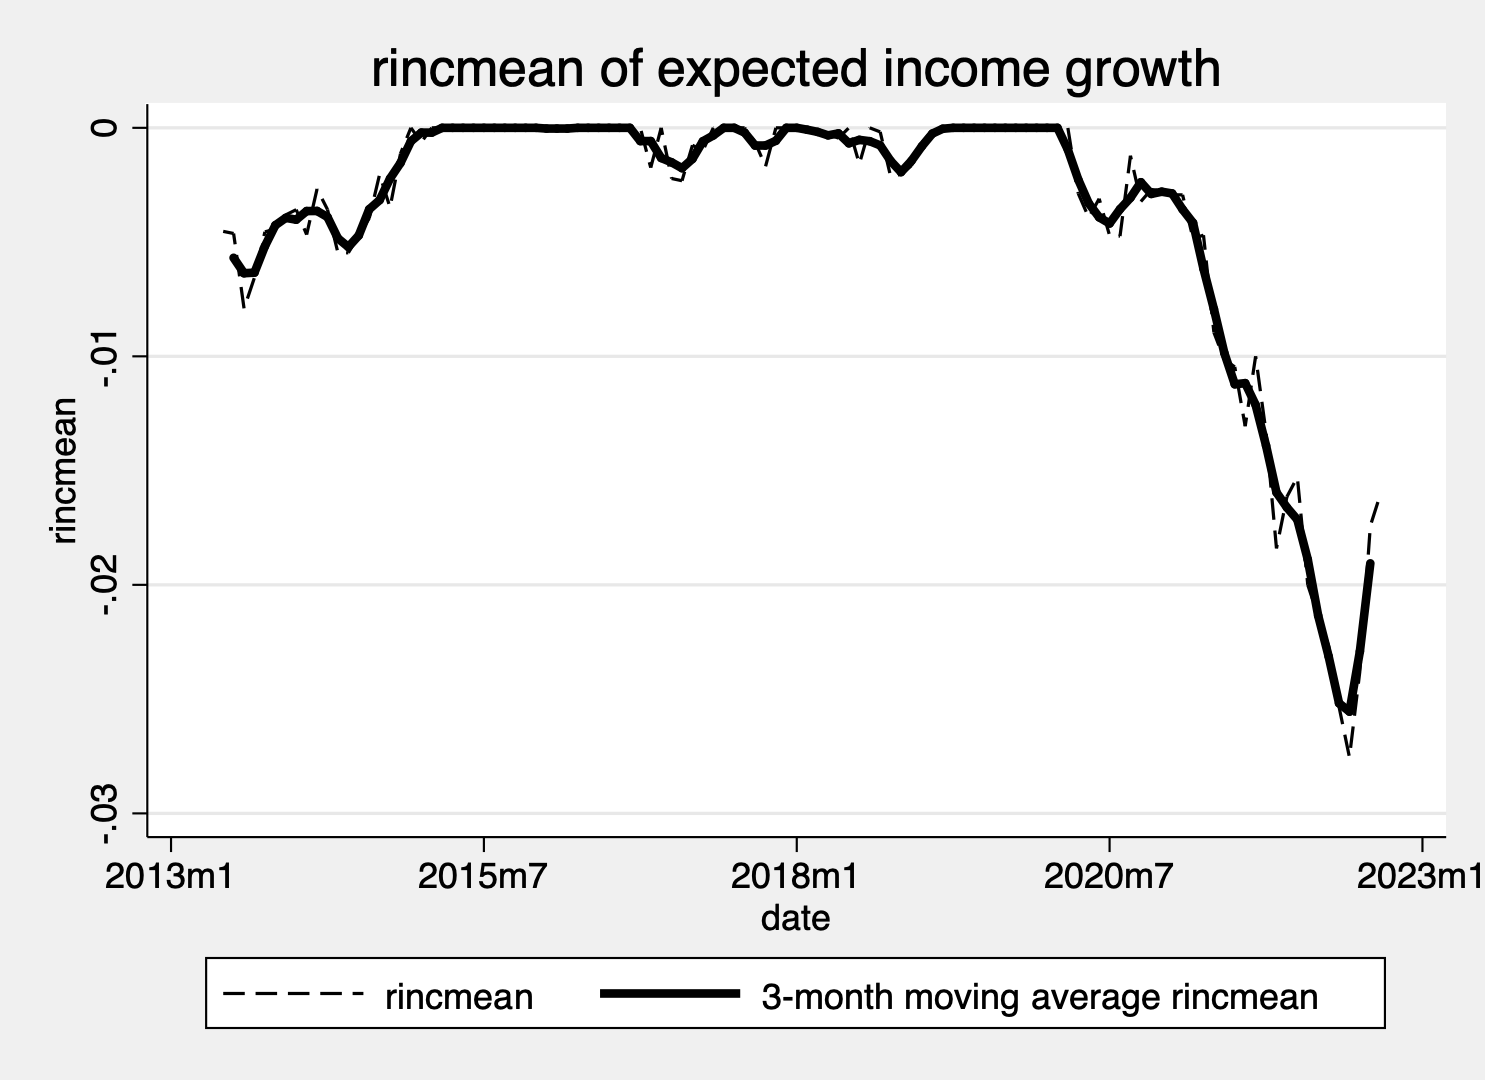 rincmean of expected income growth
0
-.01
-.02
-.03
rincmean
2013m1
2015m7
2018m1
2020m7
2023m1
date
rincmean
3-month moving average rincmean